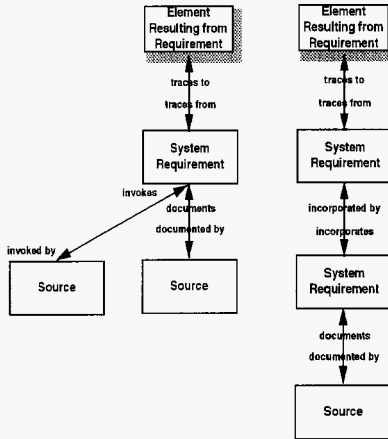 Element
Resulting from
Requirement
traces to
traces from
System
Requirement
invokes
documents
documented by
invoked by
Source
Source
Element
Resulting from
Requirement
traces to
traces from
System
Requirement
incorporated by
incorporates
System
Requirement
documents
documented by
Source